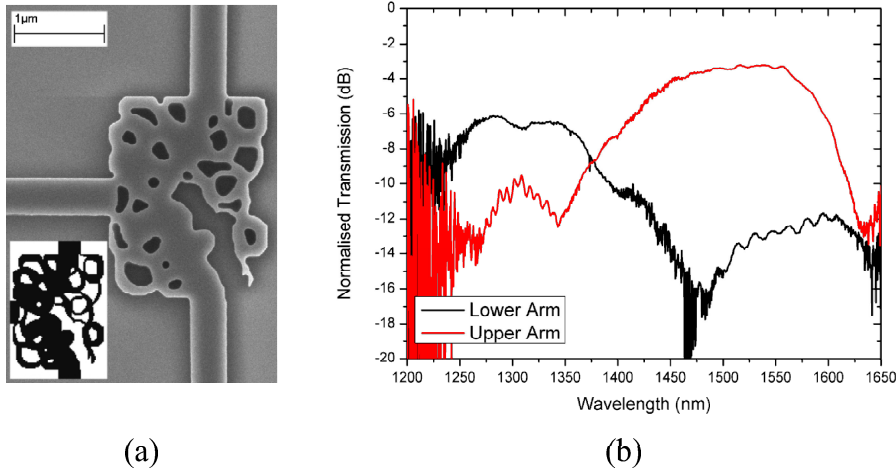 1μm
(a)
Normalised Transmission (dB)
0
-2
-4
-6
-8
-10
-12
-14
-16
-18
-20
Lower Arm
Upper Arm
1200 1250 1300 1350 1400 1450 1500 1550 1600 1650
Wavelength (nm)
(b)